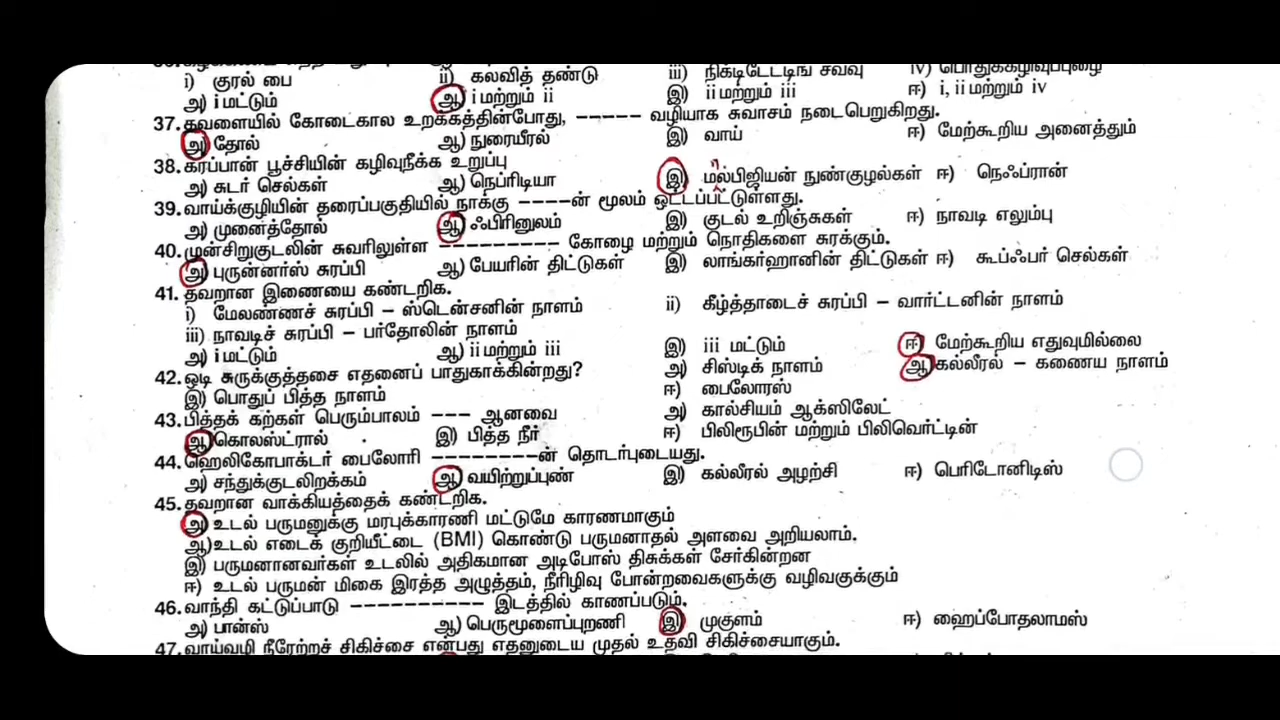 i) குரல் பை ii) கலவித் தண்டு iii) நிக்டிடேட்டிங் சவ்வு iv) பொதுக்கழிவுப்புழை
அ) i மட்டும் ஆ) i மற்றும் ii இ) ii மற்றும் iii ஈ) i, ii மற்றும் iv
37. தவளையில் கோடைகால உறக்கத்தின்போது, ----- வழியாக சுவாசம் நடைபெறுகிறது.
அ) தோல் ஆ) நுரையீரல் இ) வாய் ஈ) மேற்கூறிய அனைத்தும்
38. கரப்பான் பூச்சியின் கழிவுநீக்க உறுப்பு
அ) சுடர் செல்கள் ஆ) நெப்ரிடியா இ) மல்பிஜியன் நுண்குழல்கள் ஈ) நெஃப்ரான்
39. வாய்க்குழியின் தரைப்பகுதியில் நாக்கு ----ன் மூலம் ஒட்டப்பட்டுள்ளது.
அ) முனைத்தோல் ஆ) ஃபிரினுலம் இ) குடல் உறிஞ்சுகள் ஈ) நாவடி எலும்பு
40. முன்சிறுகுடலின் சுவரிலுள்ள ---------- கோழை மற்றும் நொதிகளை சுரக்கும்.
அ) புருன்னர்ஸ் சுரப்பி ஆ) பேயரின் திட்டுகள் இ) லாங்கர்ஹானின் திட்டுகள் ஈ) கூப்ஃபர் செல்கள்
41. தவறான இணையை கண்டறிக.
i) மேலண்ணச் சுரப்பி – ஸ்டென்சனின் நாளம் ii) கீழ்த்தாடைச் சுரப்பி – வார்ட்டனின் நாளம்
iii) நாவடிச் சுரப்பி – பர்தோலின் நாளம்
அ) i மட்டும் ஆ) ii மற்றும் iii இ) iii மட்டும் ஈ) மேற்கூறிய எதுவுமில்லை
42. ஒடி சுருக்குத்தசை எதனைப் பாதுகாக்கின்றது? அ) சிஸ்டிக் நாளம் ஆ) கல்லீரல் – கணைய நாளம்
இ) பொதுப் பித்த நாளம் ஈ) பைலோரஸ்
43. பித்தக் கற்கள் பெரும்பாலம் --- ஆனவை அ) கால்சியம் ஆக்ஸிலேட்
ஆ) கொலஸ்ட்ரால் இ) பித்த நீர் ஈ) பிலிரூபின் மற்றும் பிலிவெர்ட்டின்
44. ஹெலிகோபாக்டர் பைலோரி ---------ன் தொடர்புடையது.
அ) சந்துக்குடலிறக்கம் ஆ) வயிற்றுப்புண் இ) கல்லீரல் அழற்சி ஈ) பெரிடோனிடிஸ்
45. தவறான வாக்கியத்தைக் கண்டறிக.
அ) உடல் பருமனுக்கு மரபுக்காரணி மட்டுமே காரணமாகும்
ஆ) உடல் எடைக் குறியீட்டை (BMI) கொண்டு பருமனாதல் அளவை அறியலாம்.
இ) பருமனானவர்கள் உடலில் அதிகமான அடிபோஸ் திசுக்கள் சேர்கின்றன
ஈ) உடல் பருமன் மிகை இரத்த அழுத்தம், நீரிழிவு போன்றவைகளுக்கு வழிவகுக்கும்
46. வாந்தி கட்டுப்பாடு ----------- இடத்தில் காணப்படும்.
அ) பான்ஸ் ஆ) பெருமூளைப்புறணி இ) முகுளம் ஈ) ஹைப்போதலாமஸ்
47. வாய்வழி நீரேற்றச் சிகிச்சை என்பது எதனுடைய முதல் உதவி சிகிச்சையாகும்.